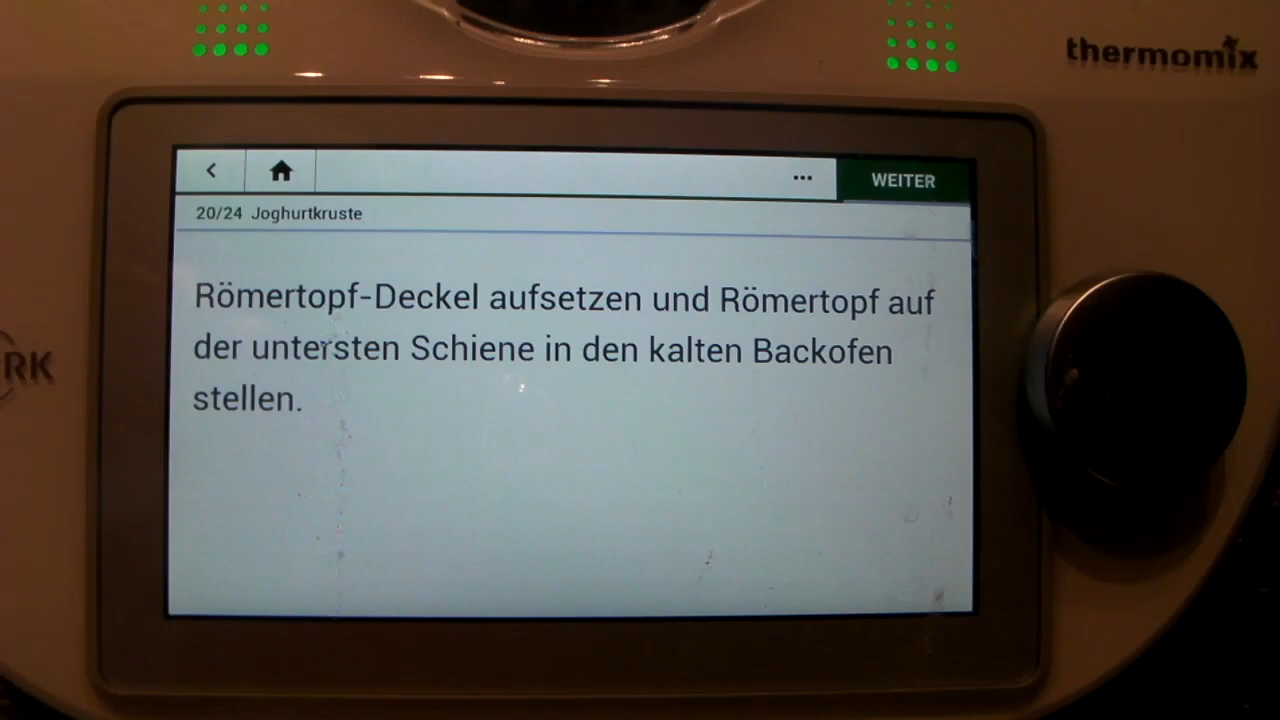 thermomix
WEITER
20/24 Joghurtkruste
Römertopf-Deckel aufsetzen und Römertopf auf
der untersten Schiene in den kalten Backofen
stellen.
RK